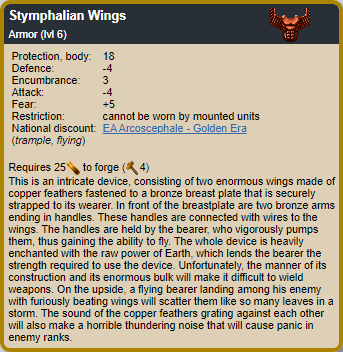 Stymphalian Wings
Armor (lvl 6)
Protection, body: 18
Defence: -4
Encumbrance: 3
Attack: -4
Fear: +5
Restriction: cannot be worn by mounted units
National discount: EA Arcoscephale - Golden Era
(trample, flying)
Requires 25 to forge ( 4)
This is an intricate device, consisting of two enormous wings made of
copper feathers fastened to a bronze breast plate that is securely
strapped to its wearer. In front of the breastplate are two bronze arms
ending in handles. These handles are connected with wires to the
wings. The handles are held by the bearer, who vigorously pumps
them, thus gaining the ability to fly. The whole device is heavily
enchanted with the raw power of Earth, which lends the bearer the
strength required to use the device. Unfortunately, the manner of its
construction and its enormous bulk will make it difficult to wield
weapons. On the upside, a flying bearer landing among his enemy
with furiously beating wings will scatter them like so many leaves in a
storm. The sound of the copper feathers grating against each other
will also make a horrible thundering noise that will cause panic in
enemy ranks.